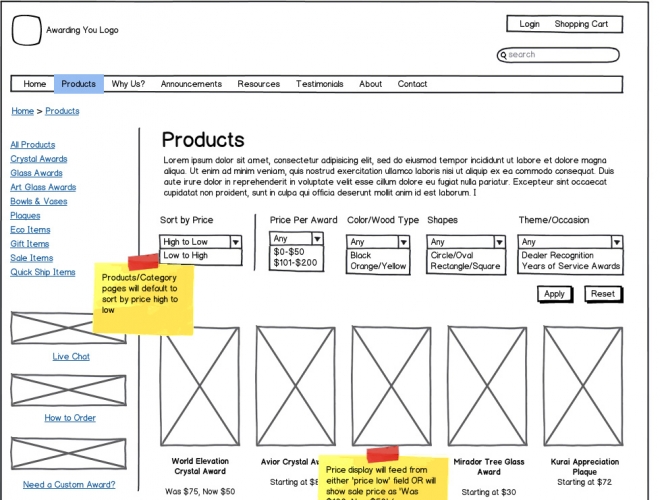 Awarding You Logo
Login Shopping Cart
search
Home Products Why Us? Announcements Resources Testimonials About Contact
Home > Products
All Products
Crystal Awards
Glass Awards
Art Glass Awards
Bowls & Vases
Plaques
Eco Items
Gift Items
Sale Items
Quick Ship Items
Products/Category
pages will default to
sort by price high to
low
Live Chat
How to Order
Need a Custom Award?
Products
Lorem ipsum dolor sit amet, consectetur adipisicing elit, sed do eiusmod tempor incididunt ut labore et dolore magna
aliqua. Ut enim ad minim veniam, quis nostrud exercitation ullamco laboris nisi ut aliquip ex ea commodo consequat. Duis
aute irure dolor in reprehenderit in voluptate velit esse cillum dolore eu fugiat nulla pariatur. Excepteur sint occaecat
cupidatat non proident, sunt in culpa qui officia deserunt mollit anim id est laborum. I
Sort by Price
High to Low
Low to High
Price Per Award
Any
$0-$50
$101-$200
Color/Wood Type
Any
Black
Orange/Yellow
Shapes
Any
Circle/Oval
Rectangle/Square
Theme/Occasion
Any
Dealer Recognition
Years of Service Awards
Apply Reset
World Elevation
Crystal Award
Was $75, Now $50
Avior Crystal
Starting at
Price display will feed from
either 'price low' field OR will
show sale price as 'Was
Mirador Tree Glass
Award
Starting at $30
Kurai Appreciation
Plaque
Starting at $72